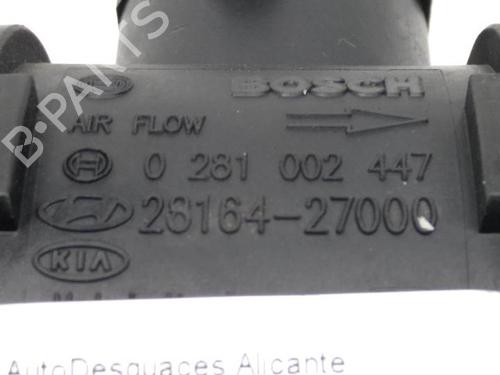 BOSCH
AIR FLOW
0 281 002 447
28164-27000
KIA
B-PARTS
AutoDesguaces Alicante